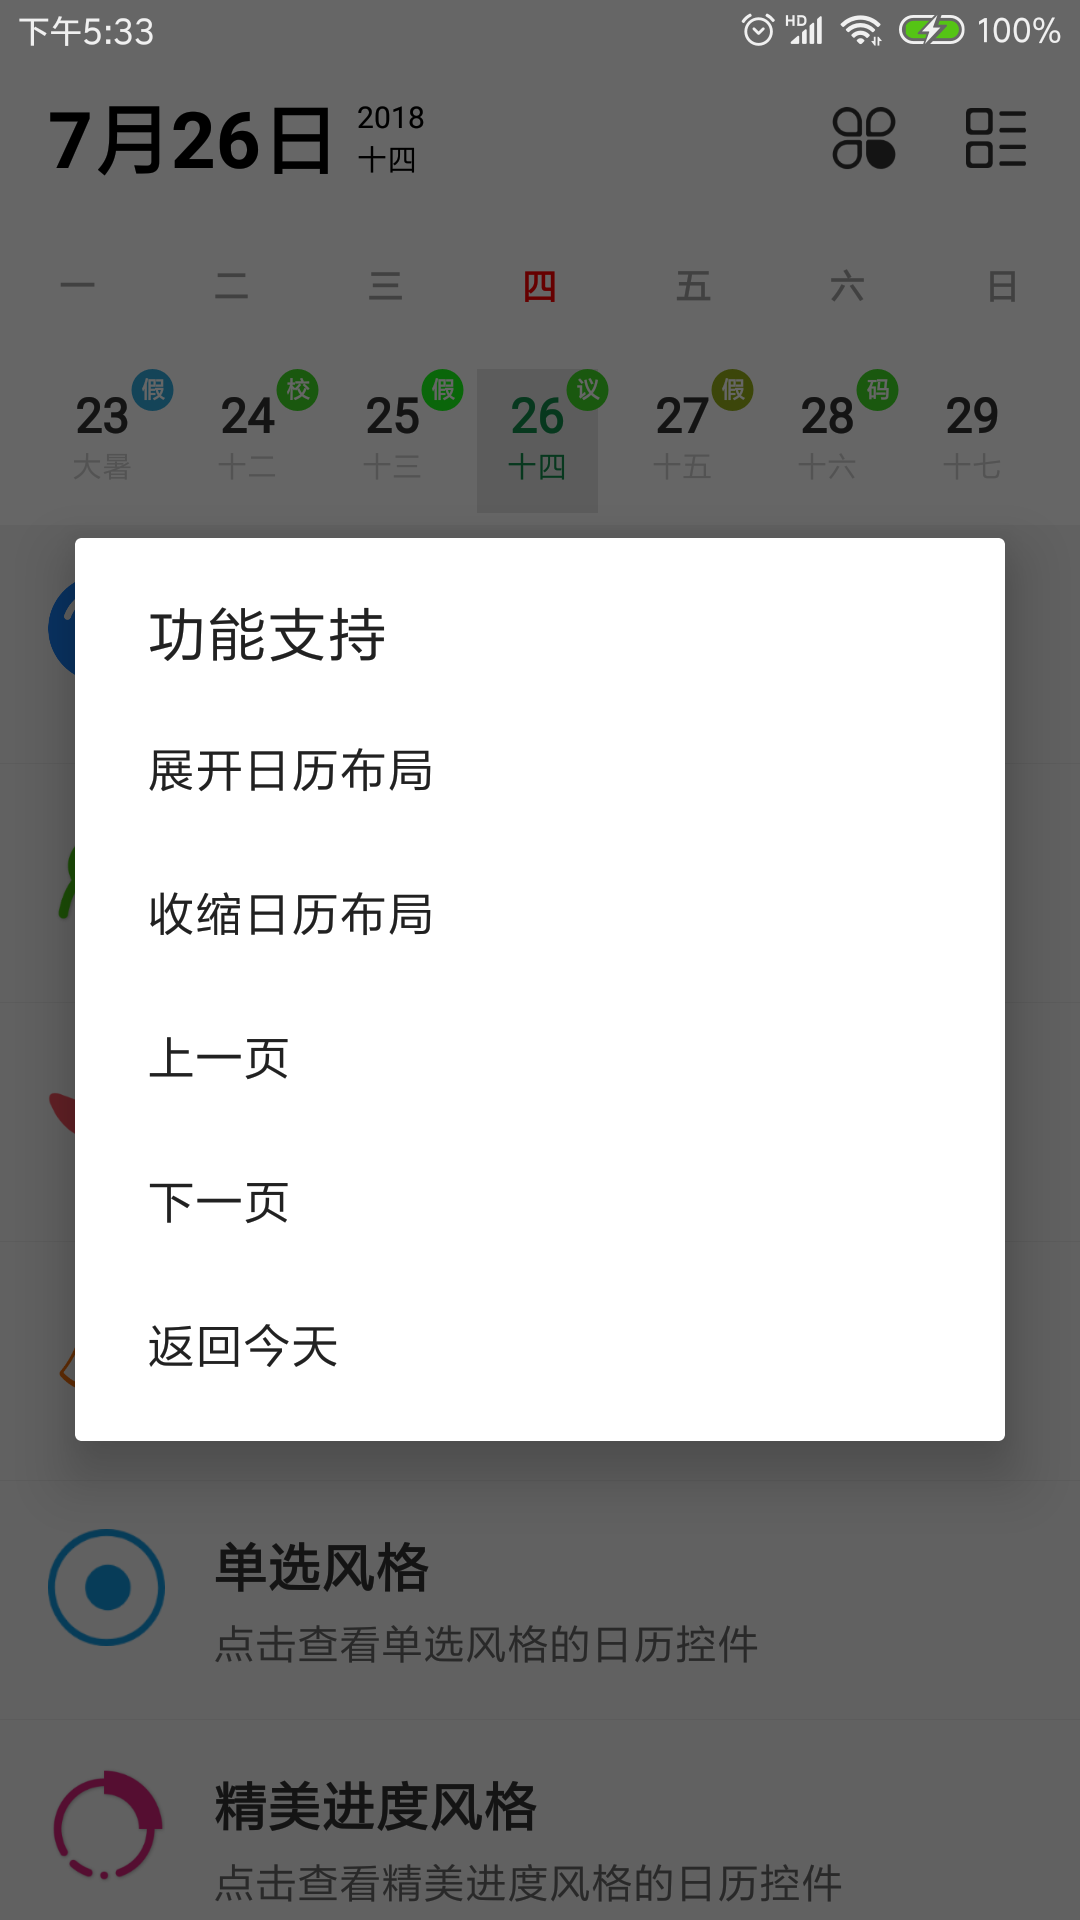 下午5:33 HD 100%
7月26日 2018
十四
一 二 三 四 五 六 日
假 校 假 议 假 码
23 24 25 26 27 28 29
大暑 十二 十三 十四 十五 十六 十七
功能支持
展开日历布局
收缩日历布局
上一页
下一页
返回今天
单选风格
点击查看单选风格的日历控件
精美进度风格
点击查看精美进度风格的日历控件